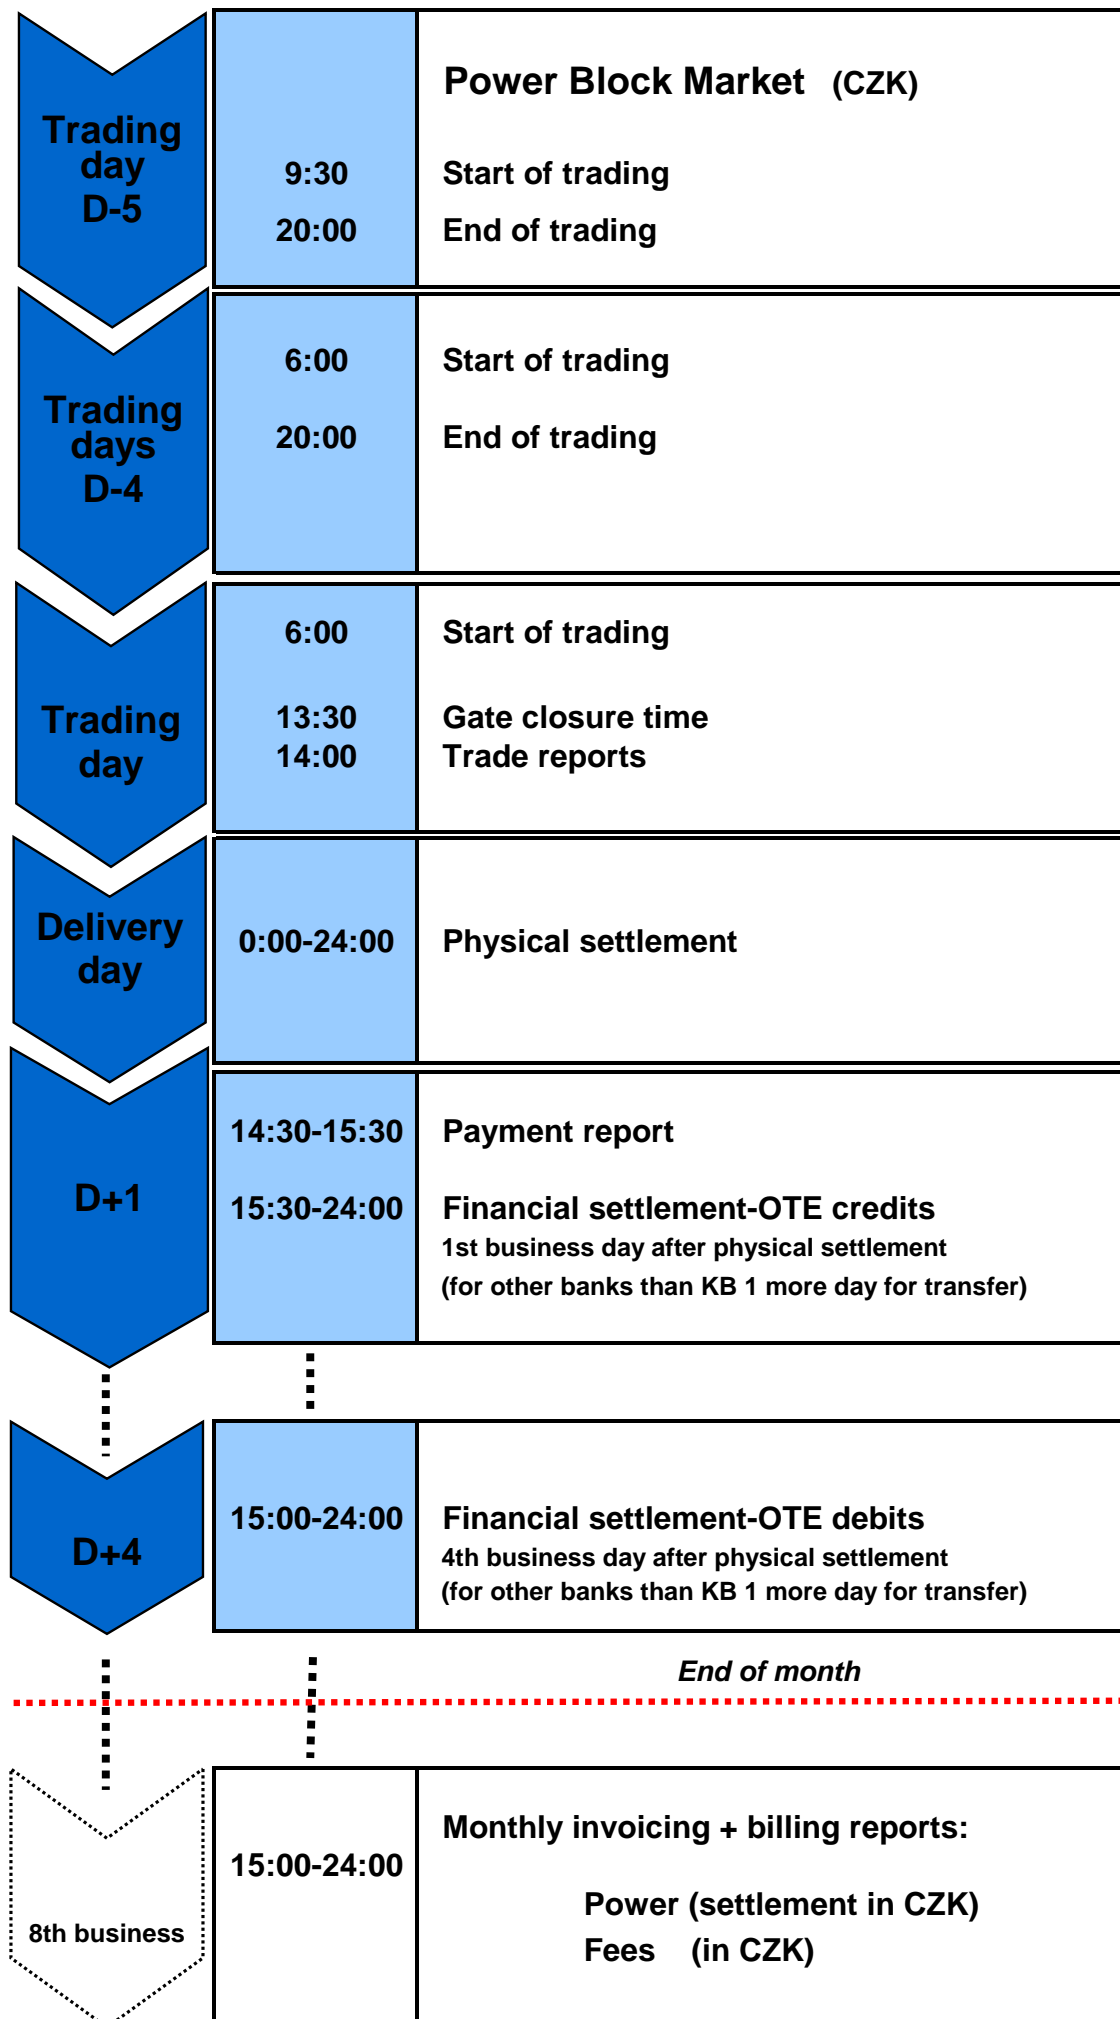 Power Block Market (CZK)
Trading
day
D-5
9:30 Start of trading
20:00 End of trading
Trading
days
D-4
6:00 Start of trading
20:00 End of trading
Trading
day
6:00 Start of trading
13:30 Gate closure time
14:00 Trade reports
Delivery
day
0:00-24:00 Physical settlement
D+1
14:30-15:30 Payment report
15:30-24:00 Financial settlement-OTE credits
1st business day after physical settlement
(for other banks than KB 1 more day for transfer)
D+4
15:00-24:00 Financial settlement-OTE debits
4th business day after physical settlement
(for other banks than KB 1 more day for transfer)
End of month
8th business
15:00-24:00
Monthly invoicing + billing reports:
Power (settlement in CZK)
Fees (in CZK)